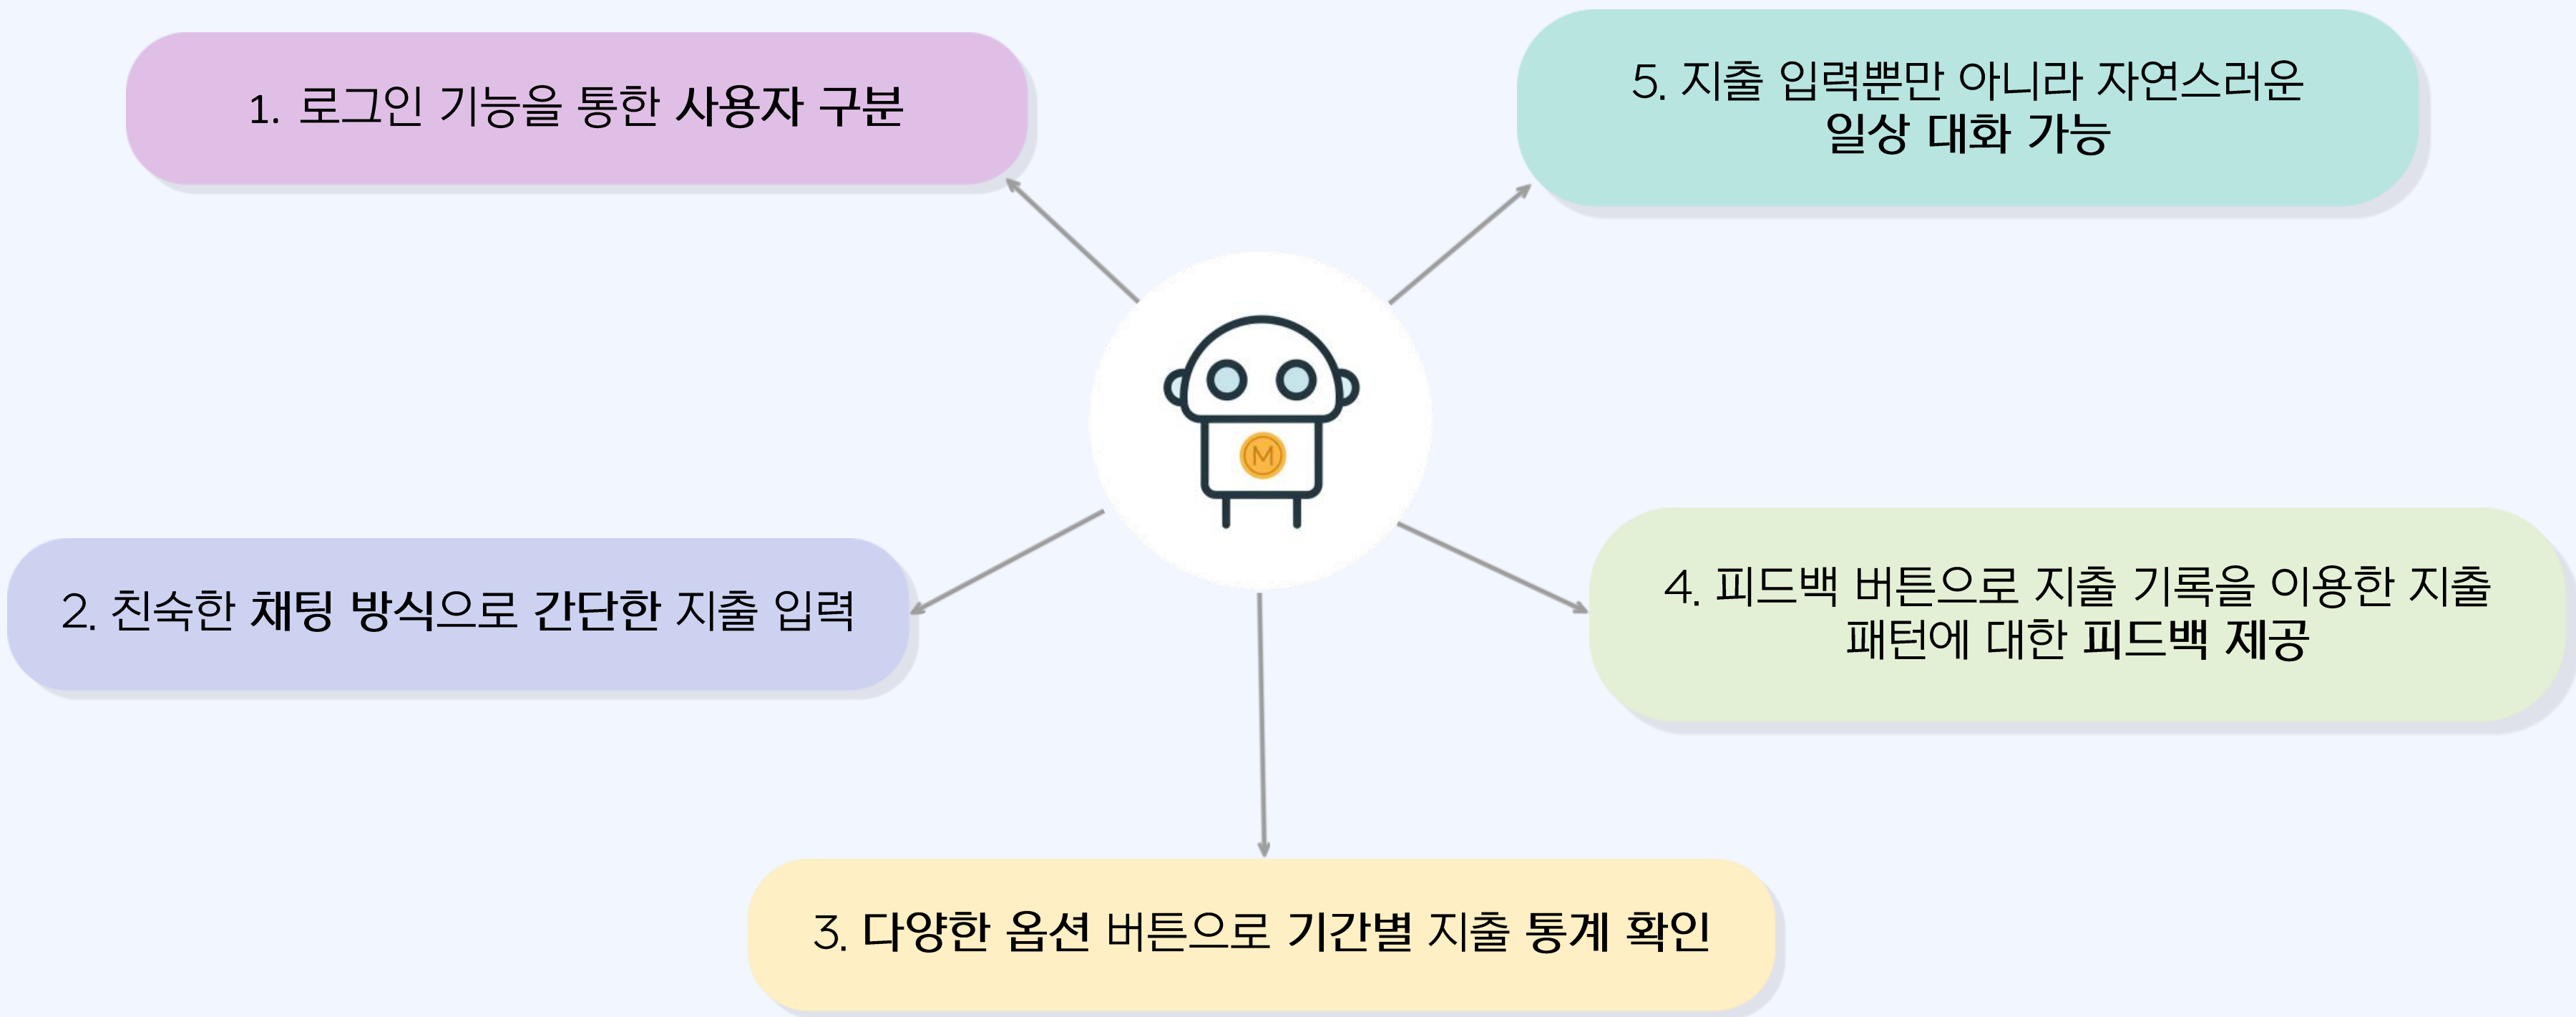 1. 로그인 기능을 통한 사용자 구분
2. 친숙한 채팅 방식으로 간단한 지출 입력
3. 다양한 옵션 버튼으로 기간별 지출 통계 확인
4. 피드백 버튼으로 지출 기록을 이용한 지출
패턴에 대한 피드백 제공
5. 지출 입력뿐만 아니라 자연스러운
일상 대화 가능
M